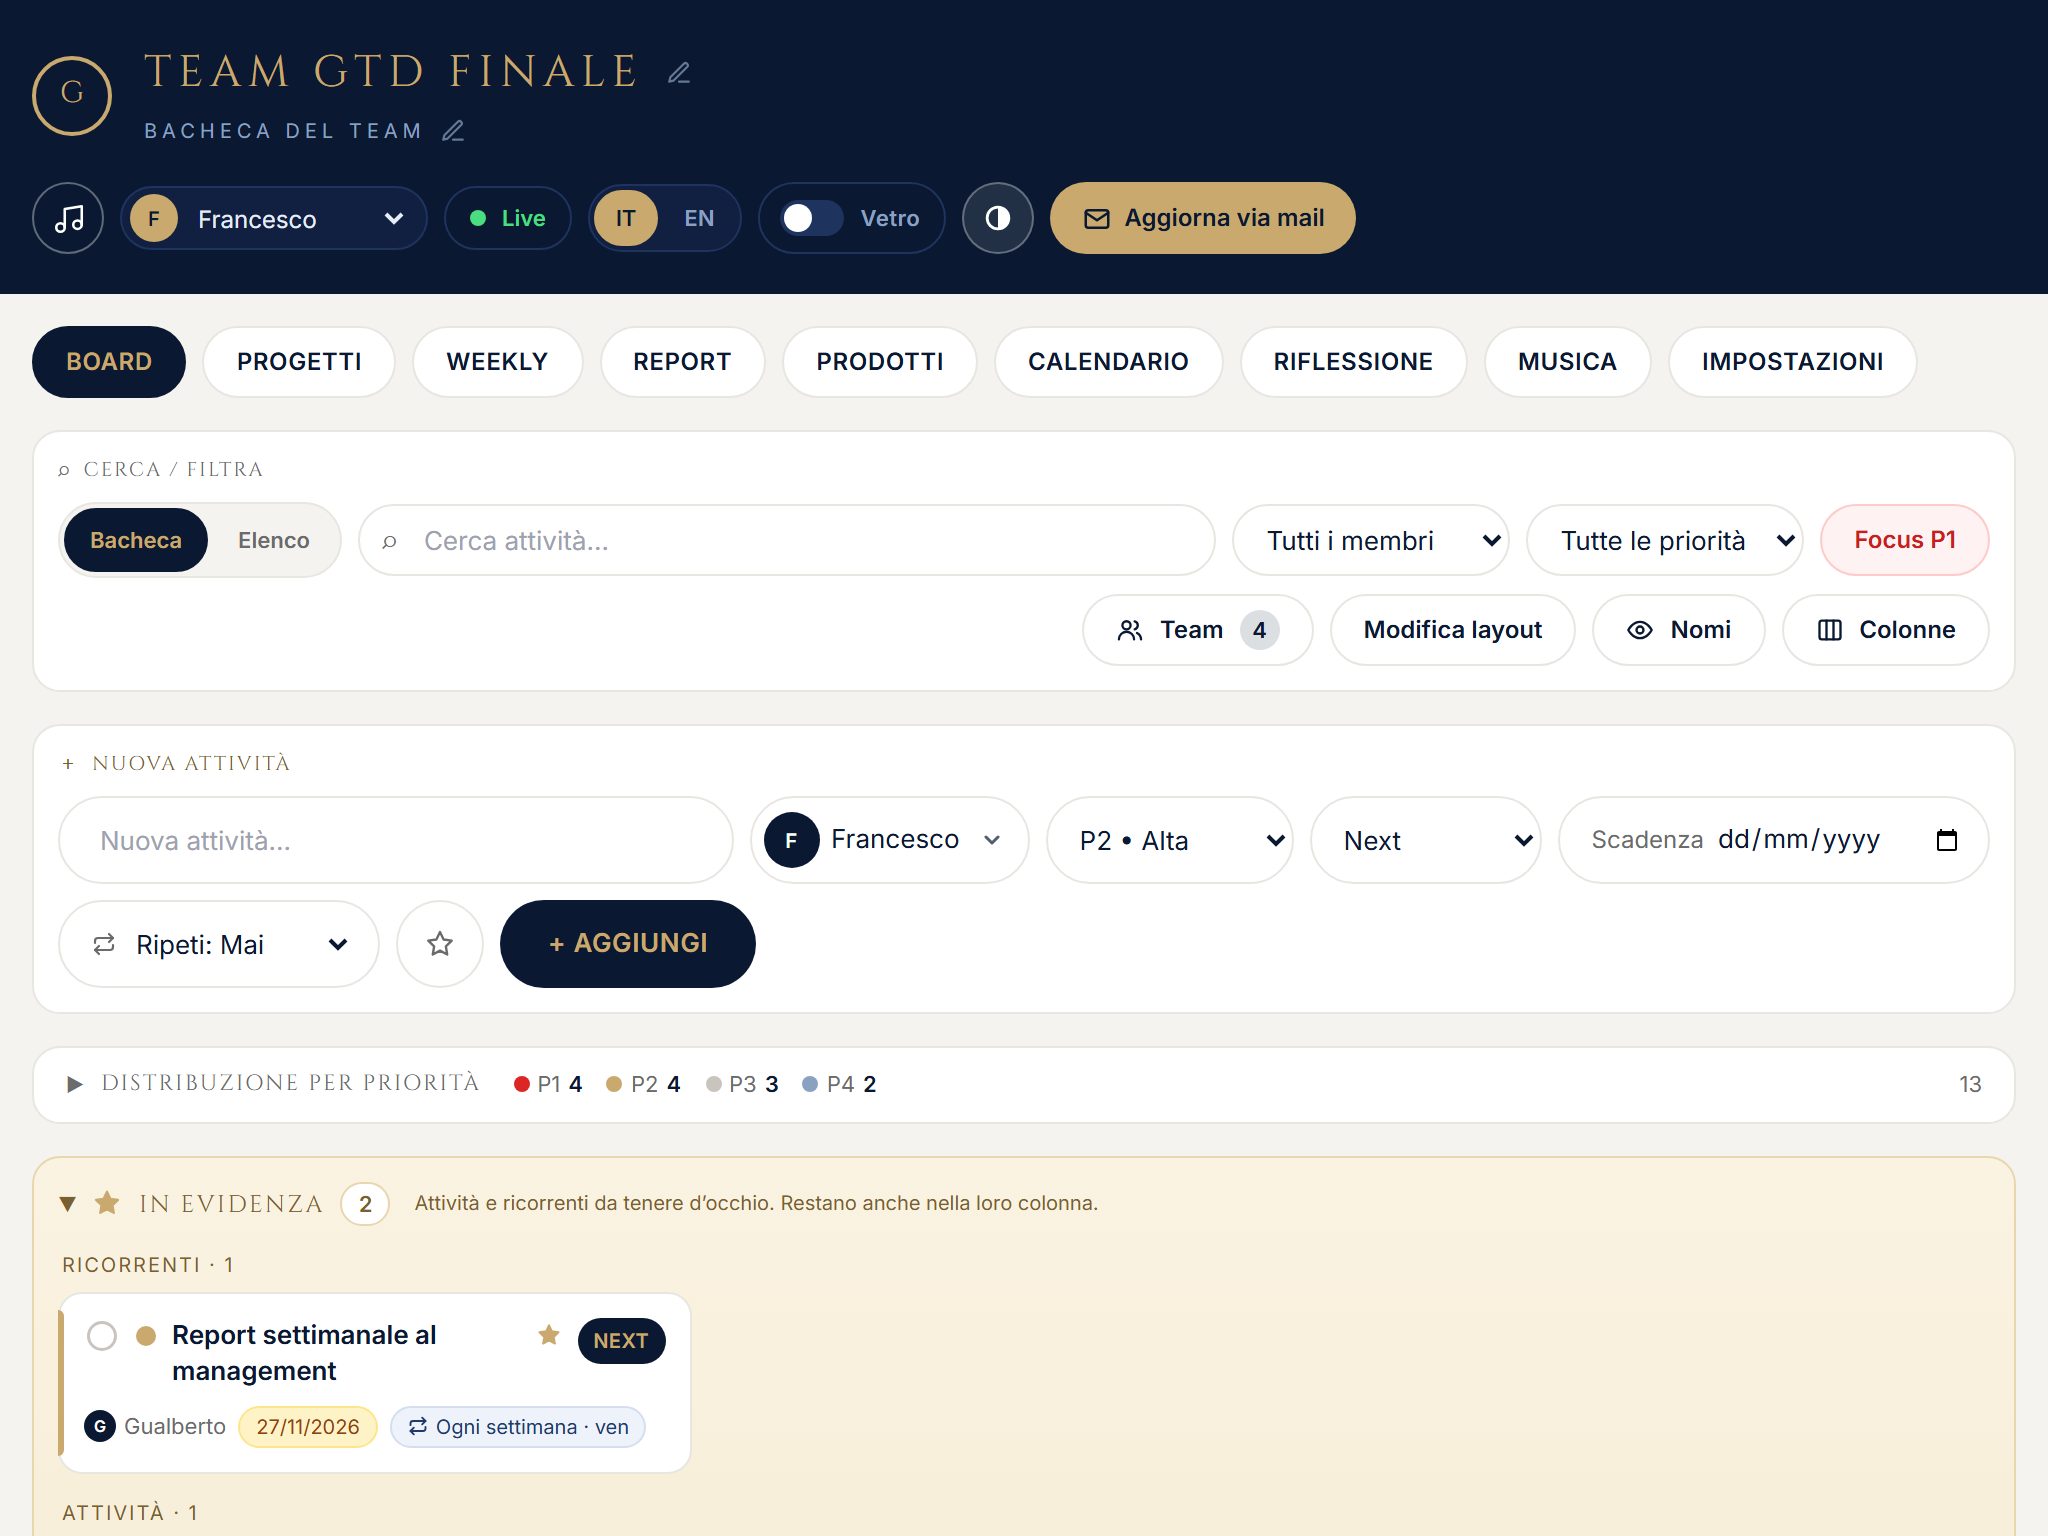 G
TEAM GTD FINALE
BACHECA DEL TEAM
F Francesco Live IT EN Vetro Aggiorna via mail
BOARD PROGETTI WEEKLY REPORT PRODOTTI CALENDARIO RIFLESSIONE MUSICA IMPOSTAZIONI
CERCA / FILTRA
Bacheca Elenco Cerca attività... Tutti i membri Tutte le priorità Focus P1
Team 4 Modifica layout Nomi Colonne
+ NUOVA ATTIVITÀ
Nuova attività... F Francesco P2 • Alta Next Scadenza dd/mm/yyyy
Ripeti: Mai + AGGIUNGI
DISTRIBUZIONE PER PRIORITÀ P1 4 P2 4 P3 3 P4 2 13
IN EVIDENZA 2 Attività e ricorrenti da tenere d’occhio. Restano anche nella loro colonna.
RICORRENTI · 1
Report settimanale al NEXT
management
G Gualberto 27/11/2026 Ogni settimana · ven
ATTIVITÀ · 1